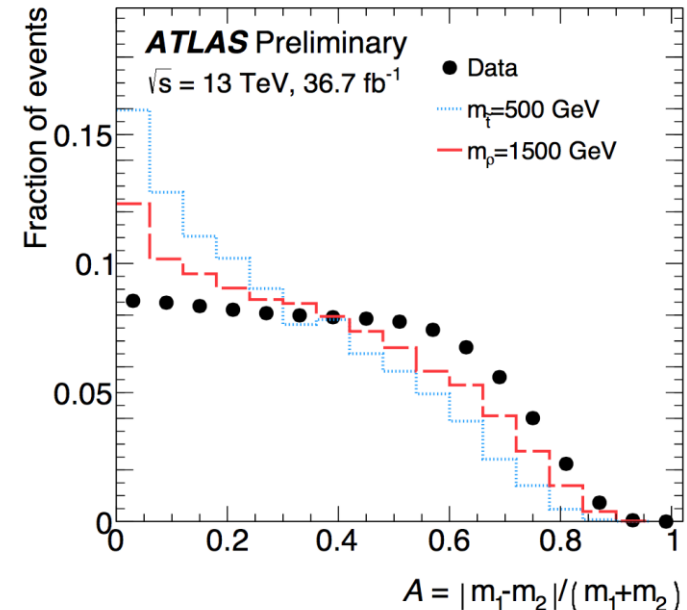 ATLAS Preliminary
√s = 13 TeV, 36.7 fb⁻¹
Data
m_t̃=500 GeV
m_ρ=1500 GeV
Fraction of events
0.15
0.1
0.05
0
0 0.2 0.4 0.6 0.8 1
A = |m₁-m₂|/(m₁+m₂)